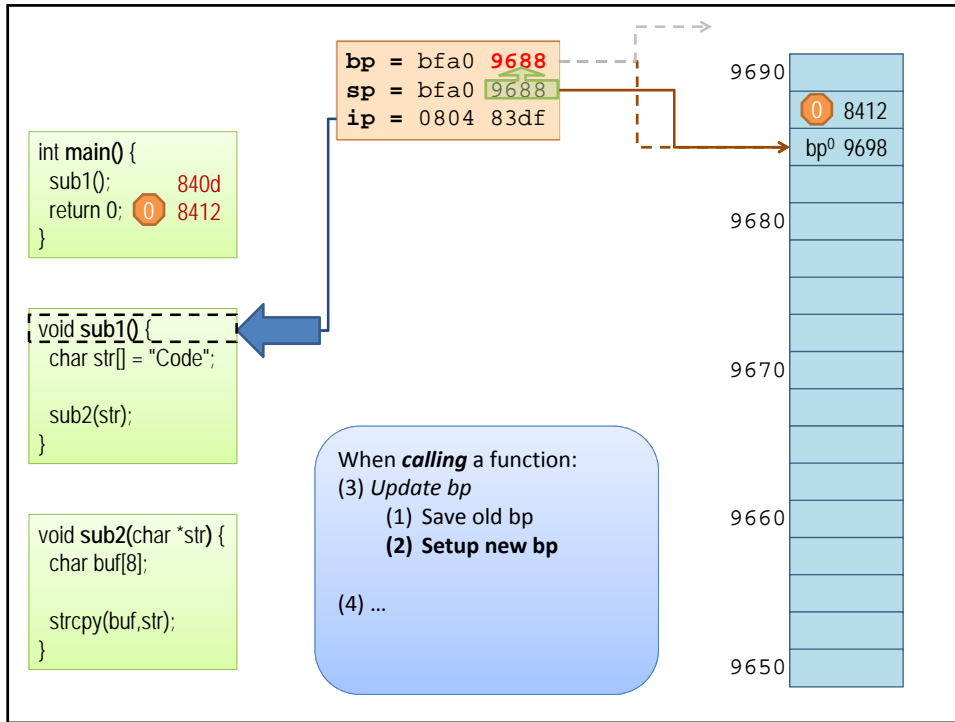 bp = bfa0 9688
sp = bfa0 9688
ip = 0804 83df
int main() {
sub1(); 840d
return 0; 0 8412
}
void sub1() {
char str[] = "Code";
sub2(str);
}
void sub2(char *str) {
char buf[8];
strcpy(buf,str);
}
When calling a function:
(3) Update bp
(1) Save old bp
(2) Setup new bp
(4) ...
9690
0 8412
bp⁰ 9698
9680
9670
9660
9650